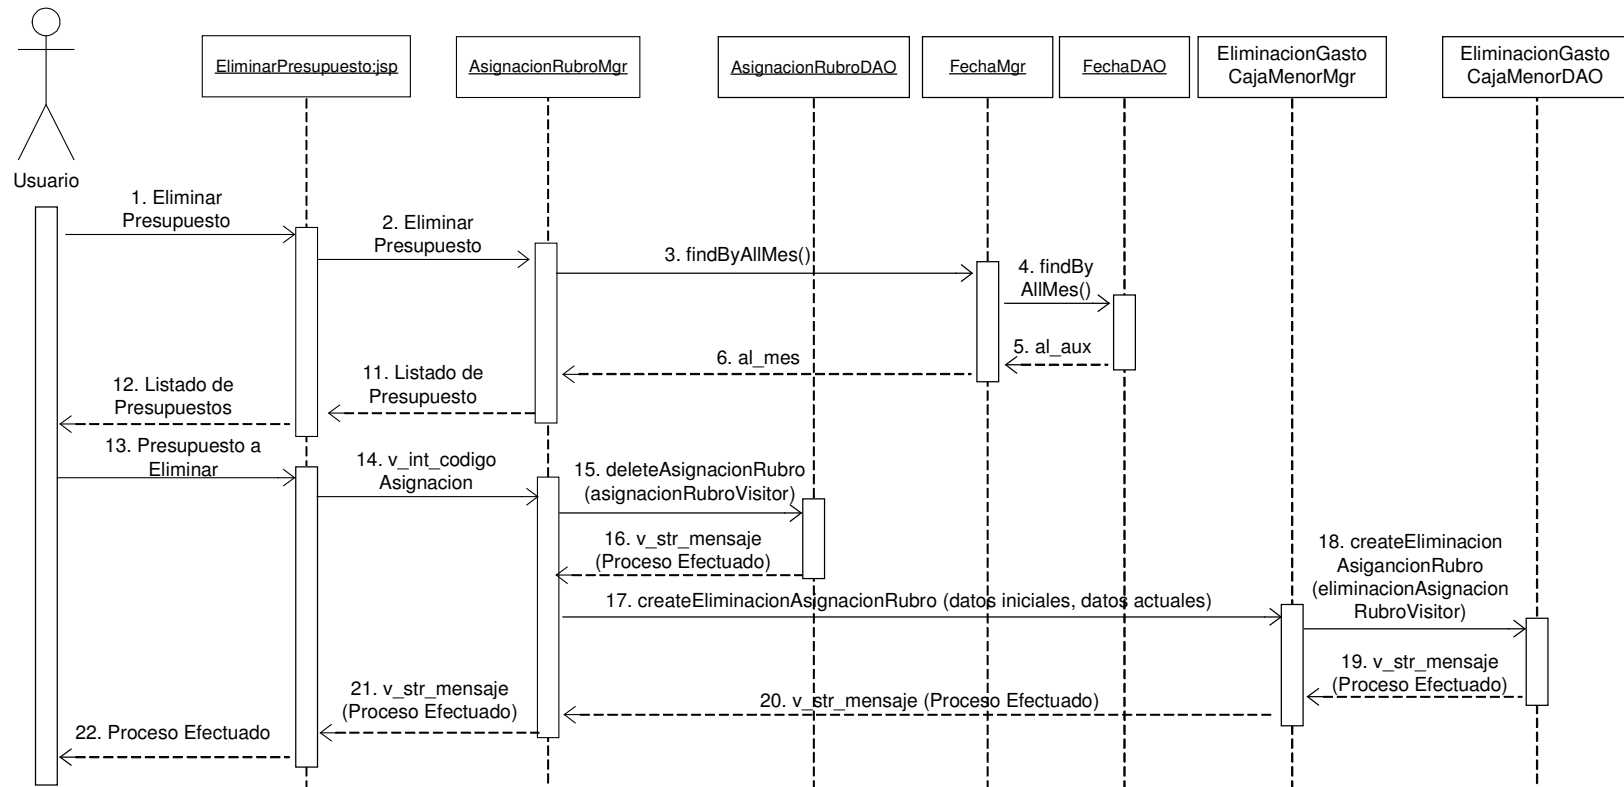 EliminarPresupuesto:jsp
AsignacionRubroMgr
AsignacionRubroDAO
FechaMgr
FechaDAO
EliminacionGasto
CajaMenorMgr
EliminacionGasto
CajaMenorDAO
Usuario
1. Eliminar
Presupuesto
2. Eliminar
Presupuesto
3. findByAllMes()
4. findBy
AllMes()
5. al_aux
6. al_mes
11. Listado de
Presupuesto
12. Listado de
Presupuestos
13. Presupuesto a
Eliminar
14. v_int_codigo
Asignacion
15. deleteAsignacionRubro
(asignacionRubroVisitor)
16. v_str_mensaje
(Proceso Efectuado)
17. createEliminacionAsignacionRubro (datos iniciales, datos actuales)
18. createEliminacion
AsigancionRubro
(eliminacionAsignacion
RubroVisitor)
19. v_str_mensaje
(Proceso Efectuado)
20. v_str_mensaje (Proceso Efectuado)
21. v_str_mensaje
(Proceso Efectuado)
22. Proceso Efectuado